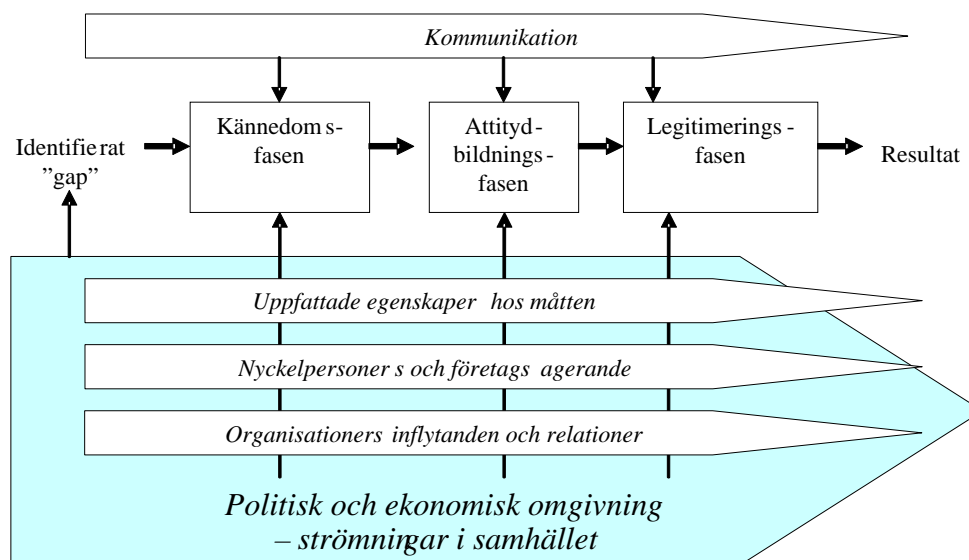 Kommunikation
Identifierat
”gap”
Kännedoms-
fasen
Attityd-
bildnings-
fasen
Legitimerings-
fasen
Resultat
Uppfattade egenskaper hos måtten
Nyckelpersoners och företags agerande
Organisationers inflytanden och relationer
Politisk och ekonomisk omgivning
– strömningar i samhället